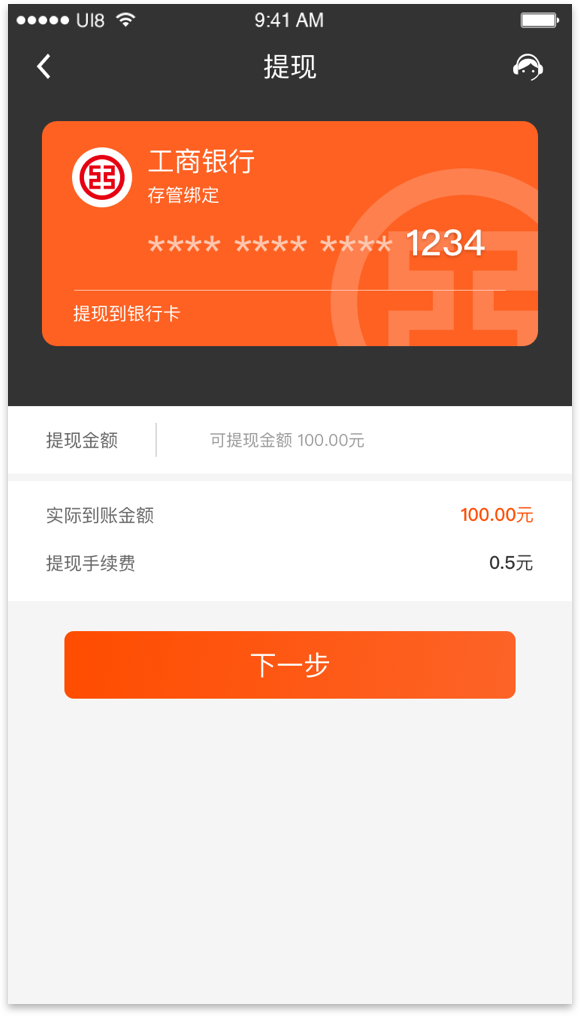 UI8 9:41 AM
提现
工商银行
存管绑定
**** **** **** 1234
提现到银行卡
提现金额 可提现金额 100.00元
实际到账金额 100.00元
提现手续费 0.5元
下一步